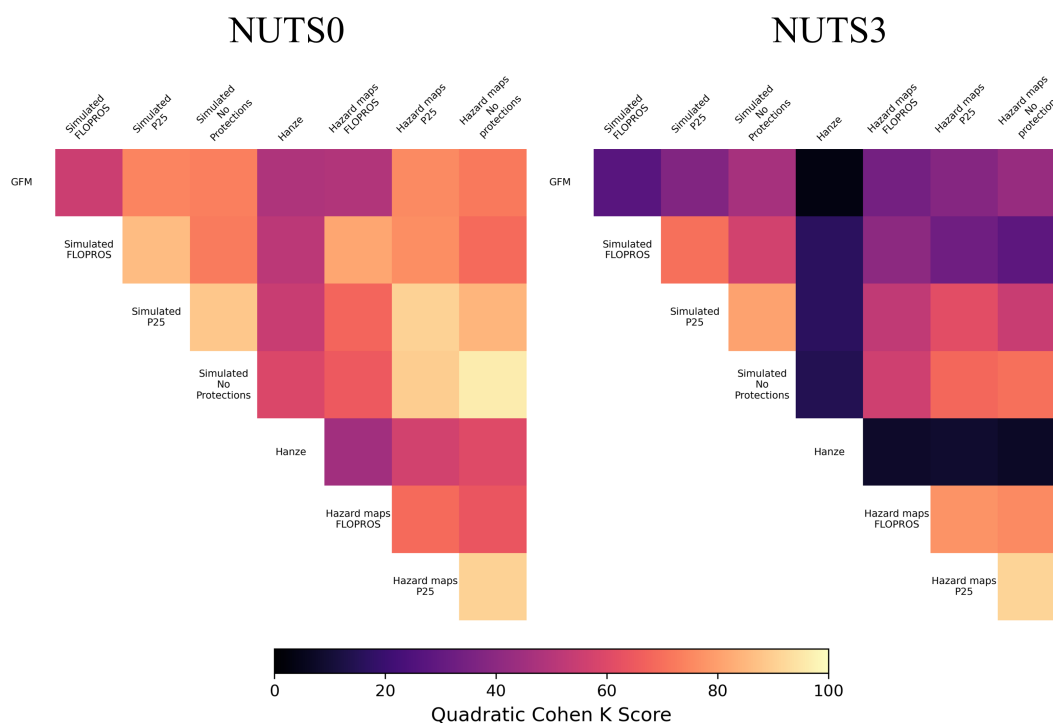 NUTS0
NUTS3
Simulated
FLOPROS
Simulated
P25
Simulated
No
Protections
Hanze
Hazard maps
FLOPROS
Hazard maps
P25
Hazard maps
No
protections
Simulated
FLOPROS
Simulated
P25
Simulated
No
Protections
Hanze
Hazard maps
FLOPROS
Hazard maps
P25
Hazard maps
No
protections
GFM
GFM
Simulated
FLOPROS
Simulated
FLOPROS
Simulated
P25
Simulated
P25
Simulated
No
Protections
Simulated
No
Protections
Hanze
Hanze
Hazard maps
FLOPROS
Hazard maps
FLOPROS
Hazard maps
P25
Hazard maps
P25
0 20 40 60 80 100
Quadratic Cohen K Score